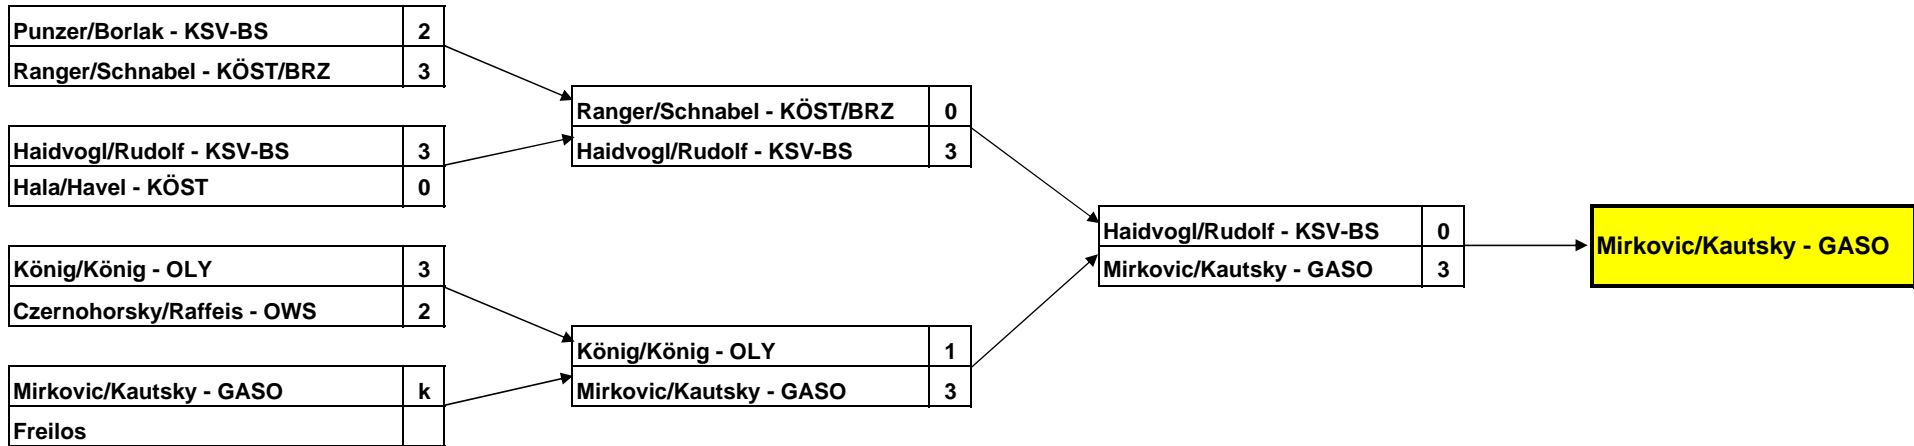 Punzer/Borlak - KSV-BS 2
Ranger/Schnabel - KÖST/BRZ 3
Haidvogl/Rudolf - KSV-BS 3
Hala/Havel - KÖST 0
König/König - OLY 3
Czernohorsky/Raffeis - OWS 2
Mirkovic/Kautsky - GASO k
Freilos
Ranger/Schnabel - KÖST/BRZ 0
Haidvogl/Rudolf - KSV-BS 3
König/König - OLY 1
Mirkovic/Kautsky - GASO 3
Haidvogl/Rudolf - KSV-BS 0
Mirkovic/Kautsky - GASO 3
Mirkovic/Kautsky - GASO